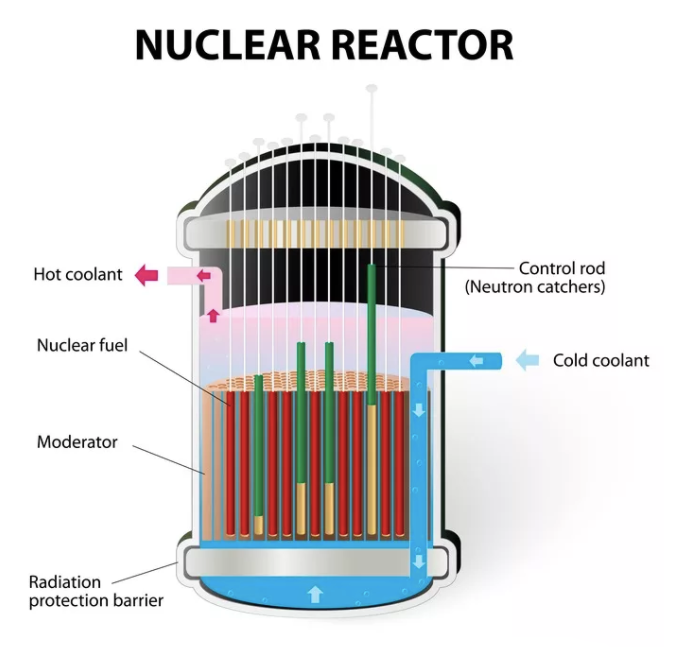 NUCLEAR REACTOR
Hot coolant
Control rod
(Neutron catchers)
Nuclear fuel
Cold coolant
Moderator
Radiation
protection barrier